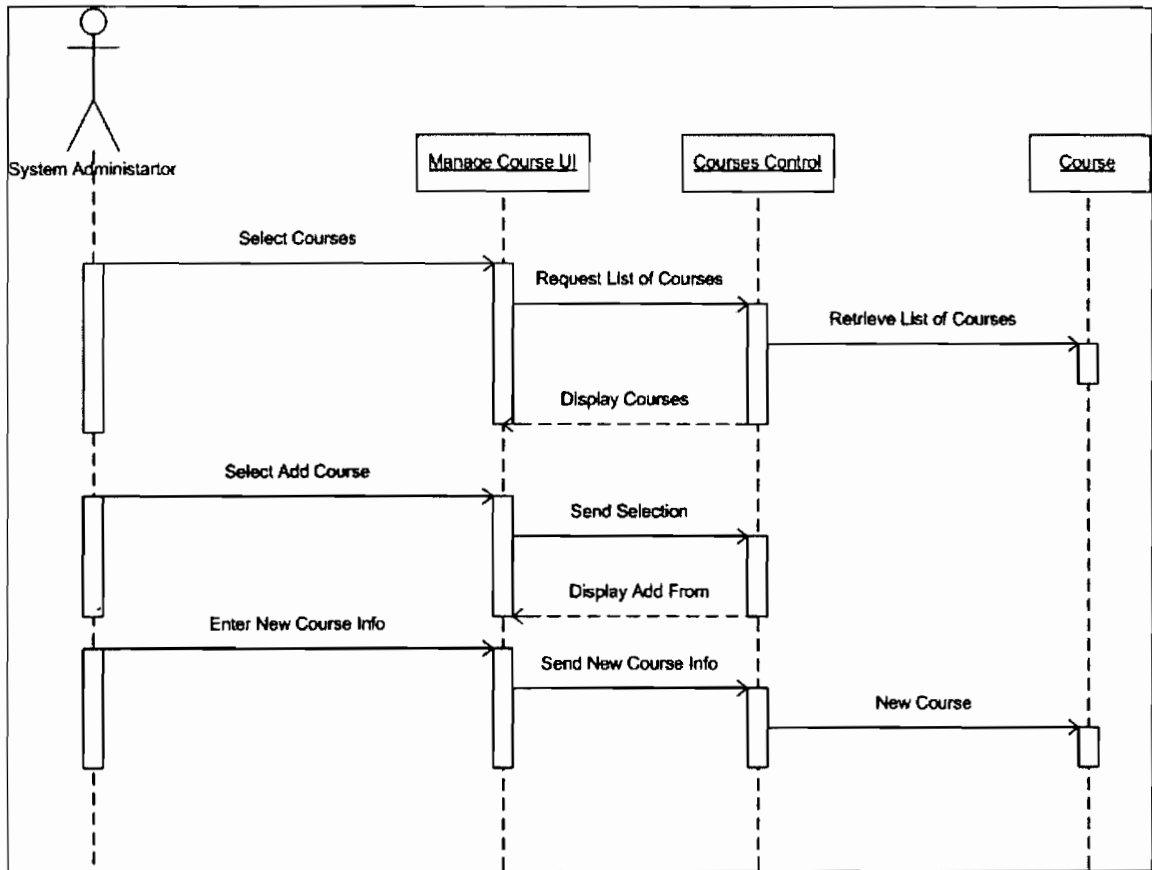 System Administartor
Manage Course UI
Courses Control
Course
Select Courses
Request List of Courses
Retrieve List of Courses
Display Courses
Select Add Course
Send Selection
Display Add From
Enter New Course Info
Send New Course Info
New Course